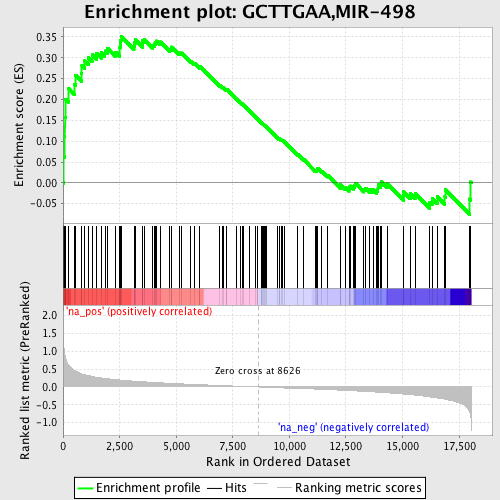 Enrichment plot: GCTTGAA,MIR-498
Enrichment score (ES)
0.35
0.30
0.25
0.20
0.15
0.10
0.05
0.00
-0.05
'na_pos' (positively correlated)
Ranked list metric (PreRanked)
2.0
1.5
1.0
0.5
0.0
-0.5
-1.0
Zero cross at 8626
'na_neg' (negatively correlated)
0 2,500 5,000 7,500 10,000 12,500 15,000 17,500
Rank in Ordered Dataset
Enrichment profile Hits Ranking metric scores